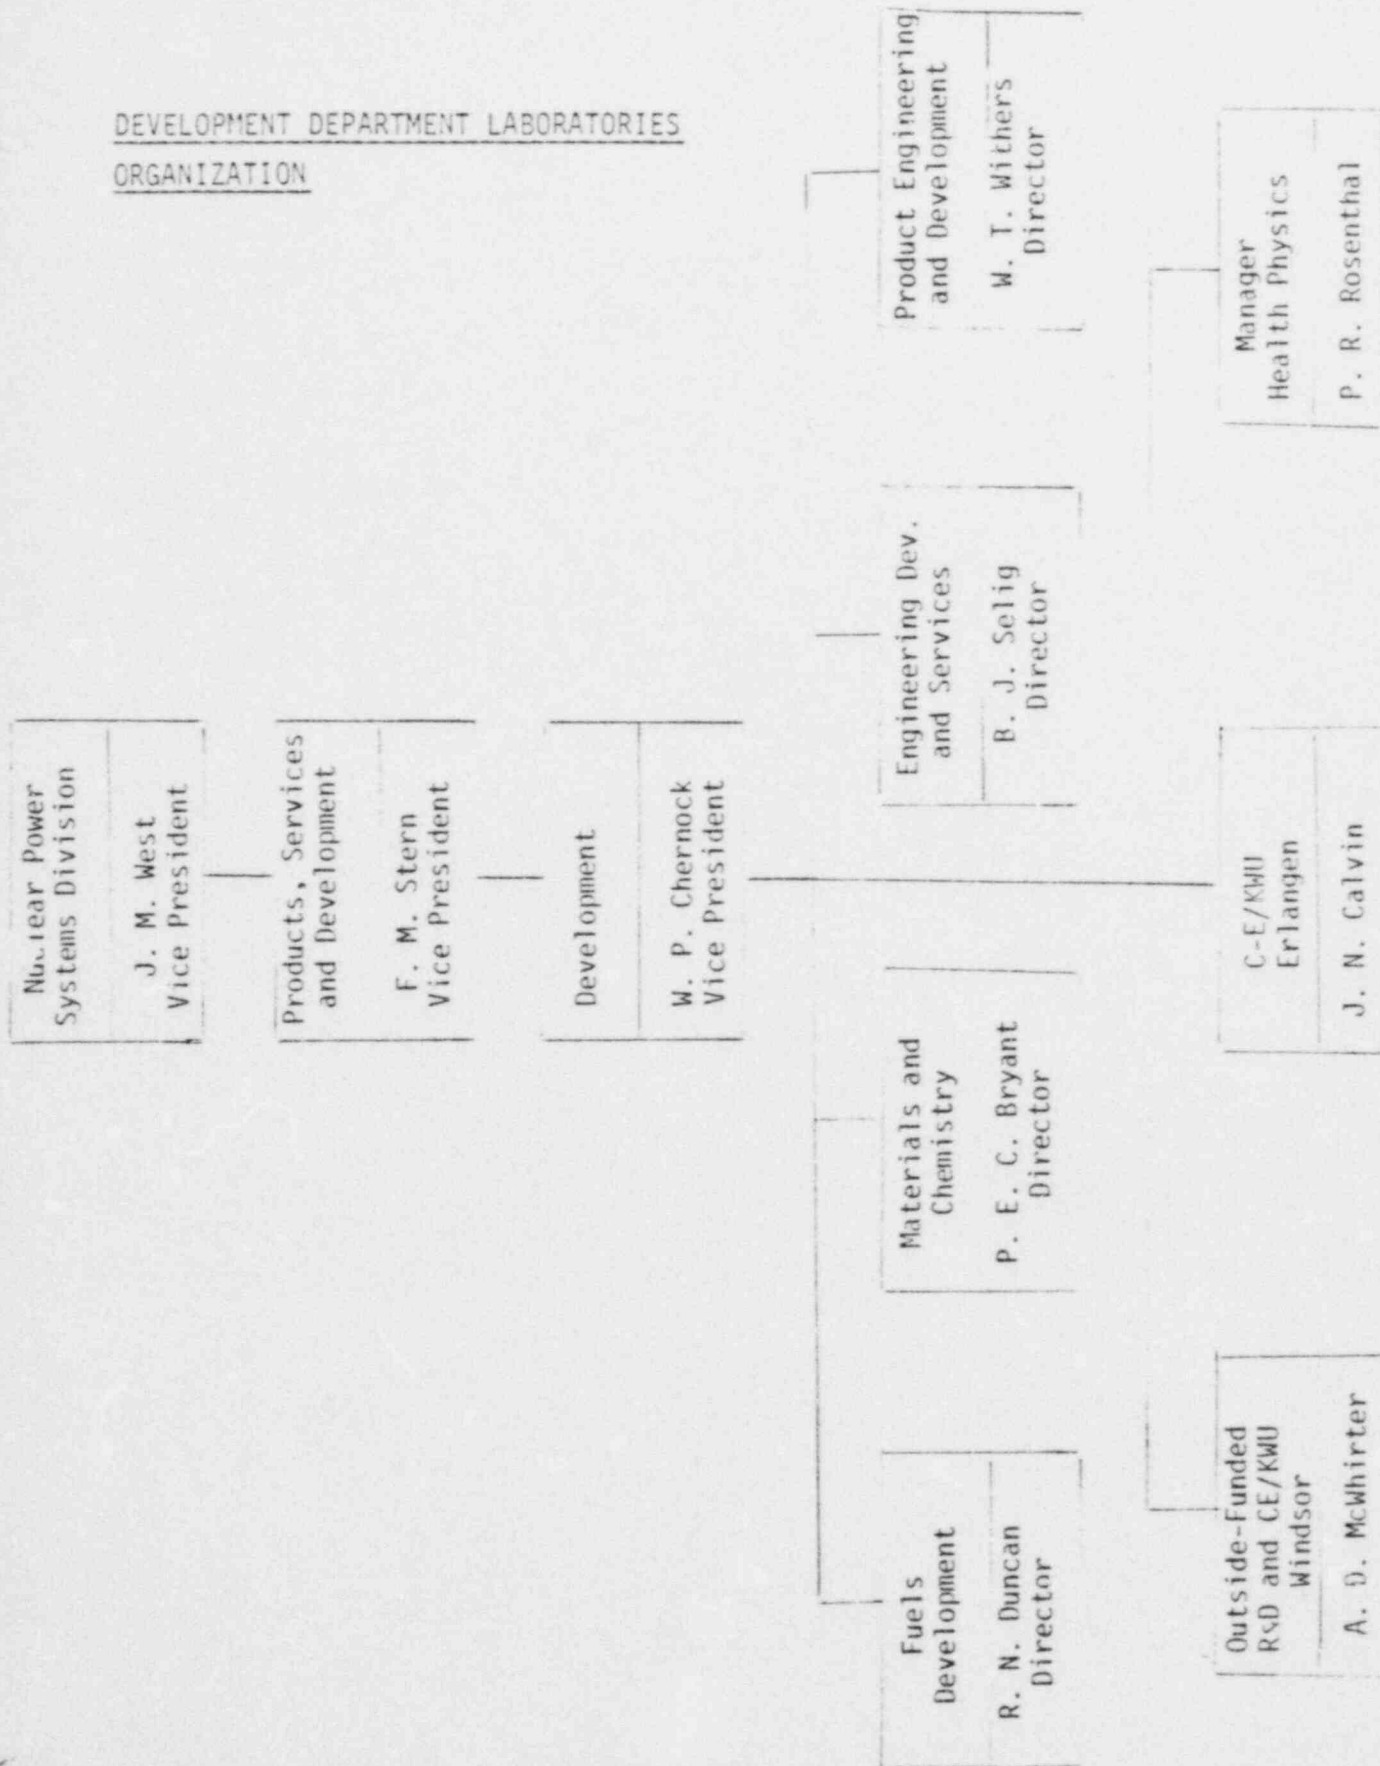 DEVELOPMENT DEPARTMENT LABORATORIES
ORGANIZATION
Nuclear Power
Systems Division
J. M. West
Vice President
Products, Services
and Development
F. M. Stern
Vice President
Development
W. P. Chernock
Vice President
Fuels
Development
R. N. Duncan
Director
Materials and
Chemistry
P. E. C. Bryant
Director
Engineering Dev.
and Services
B. J. Selig
Director
Product Engineering
and Development
W. T. Withers
Director
Outside-Funded
R&D and CE/KWU
Windsor
A. D. McWhirter
C-E/KWU
Erlangen
J. N. Calvin
Manager
Health Physics
P. R. Rosenthal